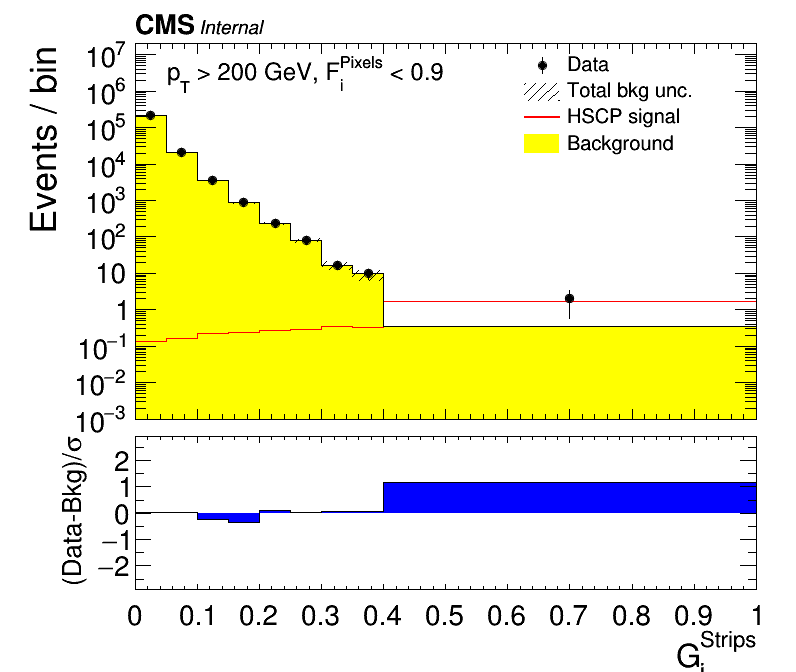 CMS Internal
p_T > 200 GeV, F_i^Pixels < 0.9
Data
Total bkg unc.
HSCP signal
Background
Events / bin
10^7
10^6
10^5
10^4
10^3
10^2
10
1
10^−1
10^−2
10^−3
(Data-Bkg)/σ
2
1
0
−1
−2
0 0.1 0.2 0.3 0.4 0.5 0.6 0.7 0.8 0.9 1
G_i^Strips